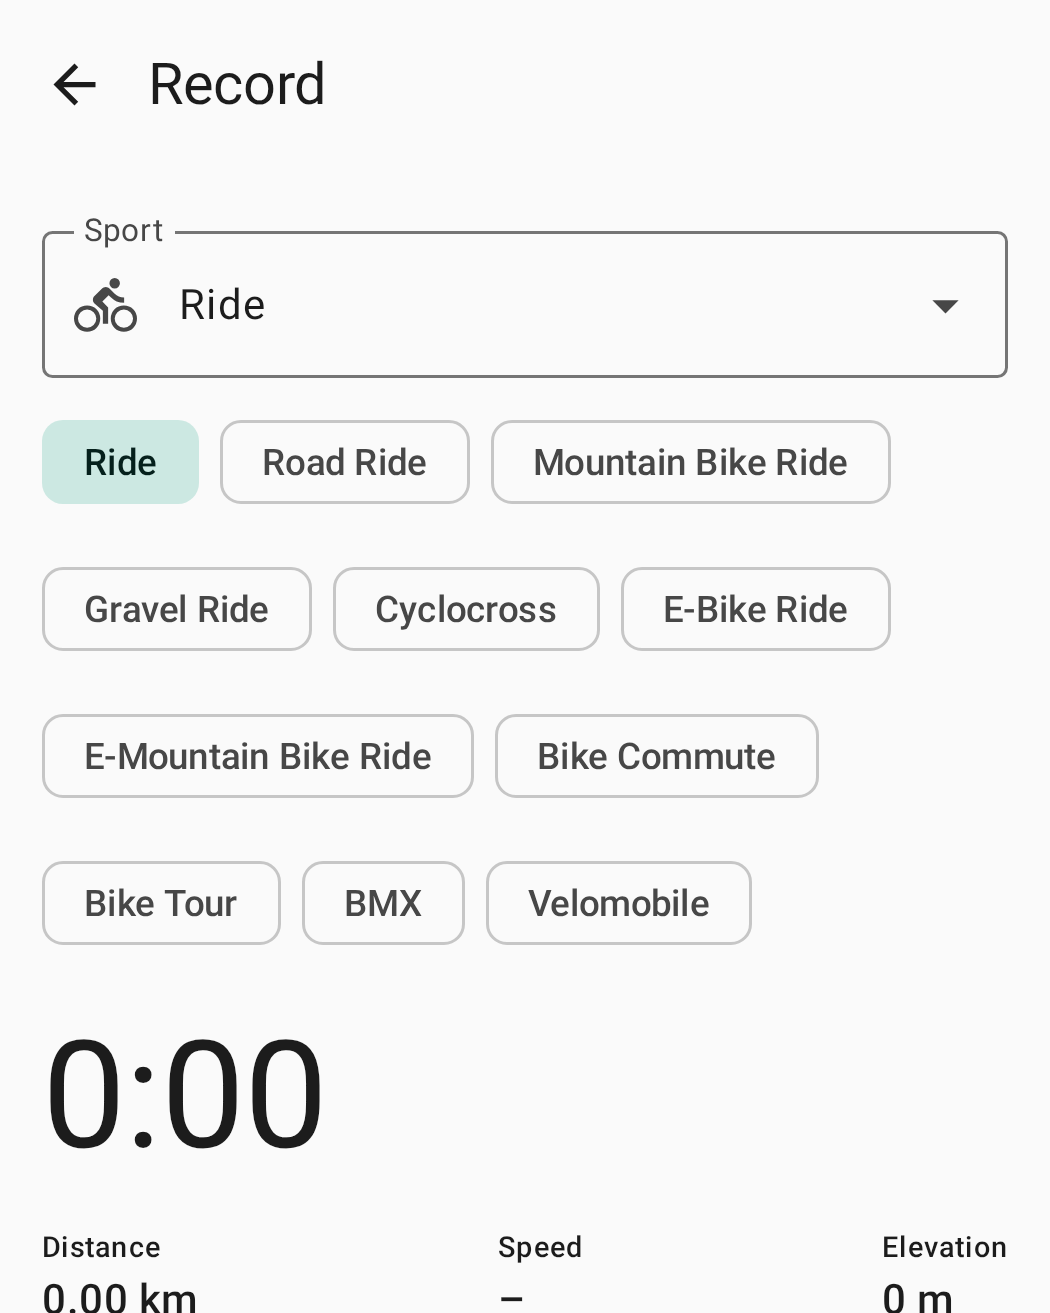 Record
Sport
Ride
Ride Road Ride Mountain Bike Ride
Gravel Ride Cyclocross E-Bike Ride
E-Mountain Bike Ride Bike Commute
Bike Tour BMX Velomobile
0:00
Distance Speed Elevation
0.00 km – 0 m